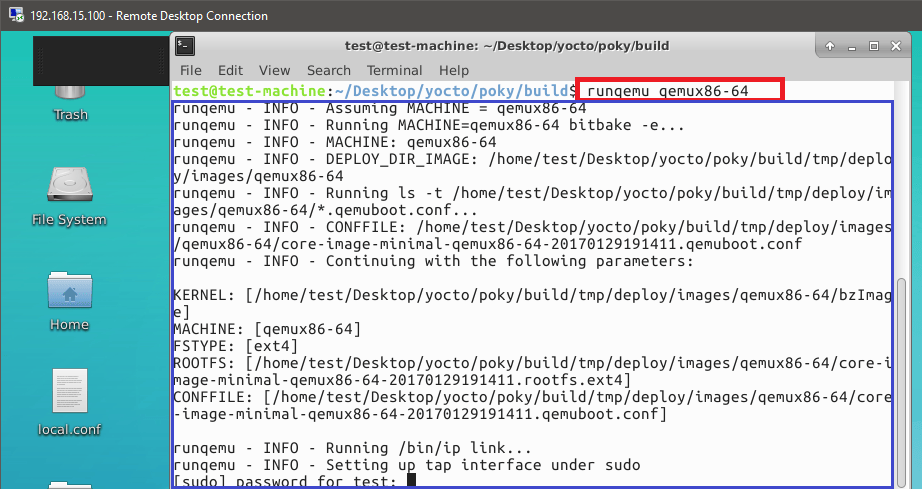 192.168.15.100 - Remote Desktop Connection
test@test-machine: ~/Desktop/yocto/poky/build
File Edit View Search Terminal Help
test@test-machine:~/Desktop/yocto/poky/build$ runqemu qemux86-64
runqemu - INFO - Assuming MACHINE = qemux86-64
runqemu - INFO - Running MACHINE=qemux86-64 bitbake -e...
runqemu - INFO - MACHINE: qemux86-64
runqemu - INFO - DEPLOY_DIR_IMAGE: /home/test/Desktop/yocto/poky/build/tmp/deplo
y/images/qemux86-64
runqemu - INFO - Running ls -t /home/test/Desktop/yocto/poky/build/tmp/deploy/im
ages/qemux86-64/*.qemuboot.conf...
runqemu - INFO - CONFFILE: /home/test/Desktop/yocto/poky/build/tmp/deploy/images
/qemux86-64/core-image-minimal-qemux86-64-20170129191411.qemuboot.conf
runqemu - INFO - Continuing with the following parameters:
KERNEL: [/home/test/Desktop/yocto/poky/build/tmp/deploy/images/qemux86-64/bzImag
e]
MACHINE: [qemux86-64]
FSTYPE: [ext4]
ROOTFS: [/home/test/Desktop/yocto/poky/build/tmp/deploy/images/qemux86-64/core-i
mage-minimal-qemux86-64-20170129191411.rootfs.ext4]
CONFFILE: [/home/test/Desktop/yocto/poky/build/tmp/deploy/images/qemux86-64/core
-image-minimal-qemux86-64-20170129191411.qemuboot.conf]
runqemu - INFO - Running /bin/ip link...
runqemu - INFO - Setting up tap interface under sudo
[sudo] password for test:
Trash
File System
Home
local.conf